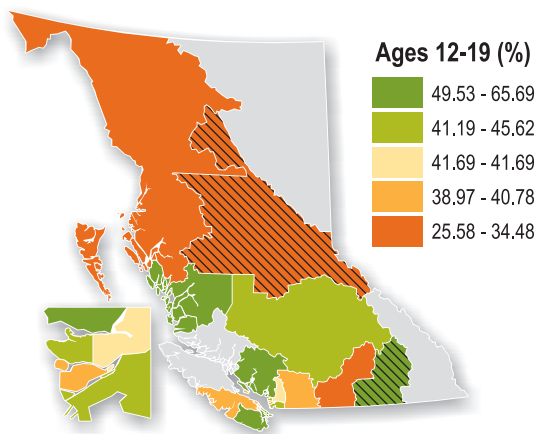 Ages 12-19 (%)
49.53 - 65.69
41.19 - 45.62
41.69 - 41.69
38.97 - 40.78
25.58 - 34.48